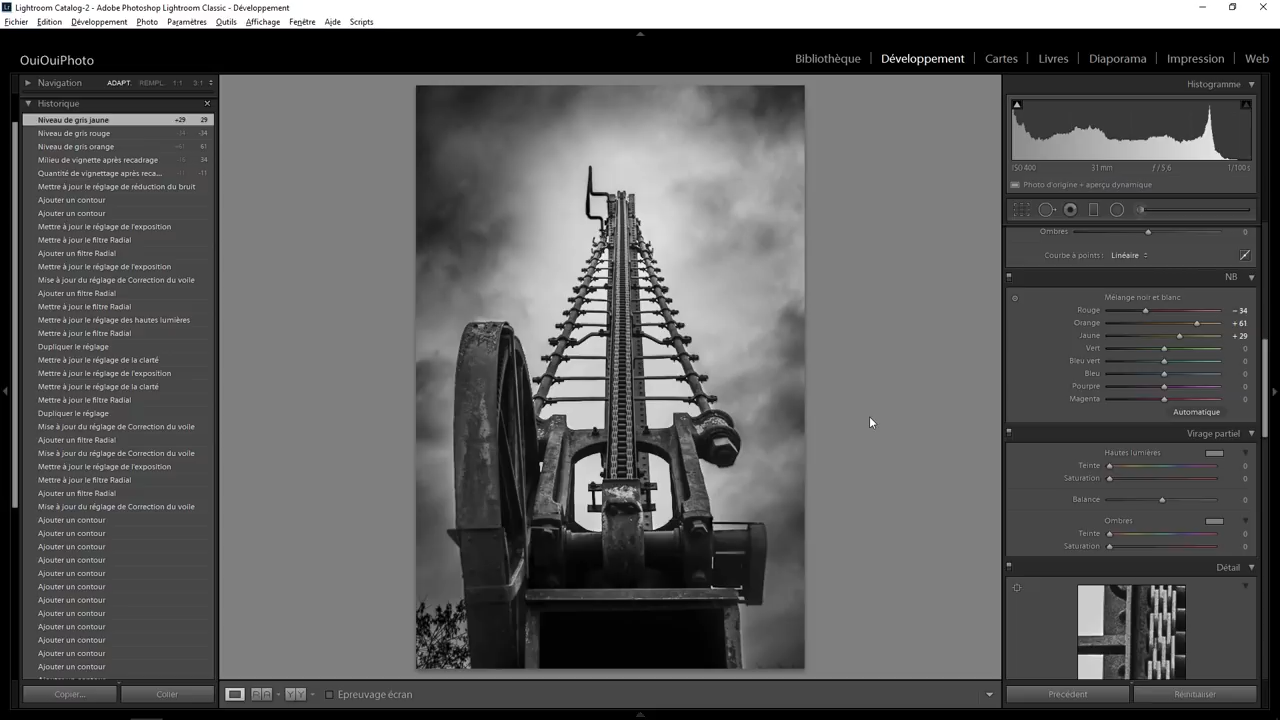 Lightroom Catalog-2 - Adobe Photoshop Lightroom Classic - Développement
Fichier Edition Développement Photo Paramètres Outils Affichage Fenêtre Aide Scripts
OuiOuiPhoto
Bibliothèque | Développement | Cartes | Livres | Diaporama | Impression | Web
Navigation ADAPT. REMPL. 1:1 3:1
Historique
Niveau de gris jaune +29 29
Niveau de gris rouge -34 -34
Niveau de gris orange +61 61
Milieu de vignette après recadrage -16 34
Quantité de vignettage après reca... -11 -11
Mettre à jour le réglage de réduction du bruit
Ajouter un contour
Ajouter un contour
Mettre à jour le réglage de l'exposition
Mettre à jour le filtre Radial
Ajouter un filtre Radial
Mettre à jour le réglage de l'exposition
Mise à jour du réglage de Correction du voile
Ajouter un filtre Radial
Mettre à jour le filtre Radial
Mettre à jour le réglage des hautes lumières
Mettre à jour le filtre Radial
Dupliquer le réglage
Mettre à jour le réglage de la clarté
Mettre à jour le réglage de l'exposition
Mettre à jour le réglage de la clarté
Mettre à jour le filtre Radial
Dupliquer le réglage
Mise à jour du réglage de Correction du voile
Ajouter un filtre Radial
Mise à jour du réglage de Correction du voile
Mettre à jour le réglage de l'exposition
Mettre à jour le filtre Radial
Ajouter un filtre Radial
Mise à jour du réglage de Correction du voile
Ajouter un contour
Ajouter un contour
Ajouter un contour
Ajouter un contour
Ajouter un contour
Ajouter un contour
Ajouter un contour
Ajouter un contour
Ajouter un contour
Ajouter un contour
Ajouter un contour
Ajouter un contour
Ajouter un contour
Copier... Coller
Epreuvage écran
Histogramme
ISO 400 31 mm ƒ / 5,6 1/100 s
Photo d'origine + aperçu dynamique
Ombres 0
Courbe à points : Linéaire
NB
Mélange noir et blanc
Rouge - 34
Orange + 61
Jaune + 29
Vert 0
Bleu vert 0
Bleu 0
Pourpre 0
Magenta 0
Automatique
Virage partiel
Hautes lumières
Teinte 0
Saturation 0
Balance 0
Ombres
Teinte 0
Saturation 0
Détail
Précédent Réinitialiser